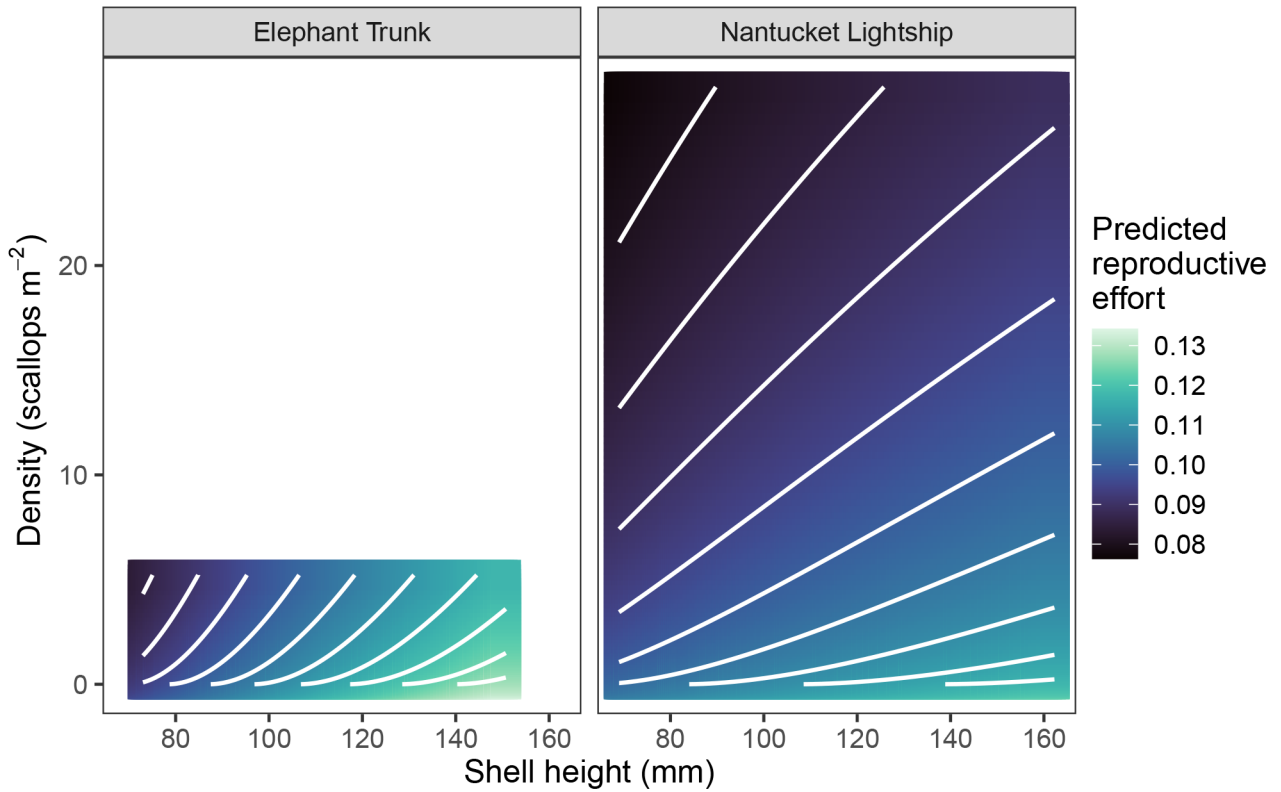 Elephant Trunk
Nantucket Lightship
Density (scallops m⁻²)
20
10
0
80
100
120
140
160
80
100
120
140
160
Shell height (mm)
Predicted
reproductive
effort
0.13
0.12
0.11
0.10
0.09
0.08